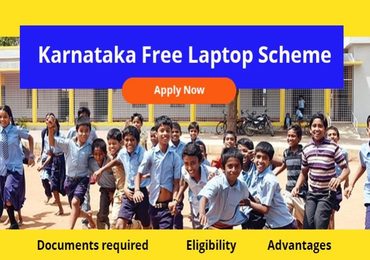 Karnataka Free Laptop Scheme
Apply Now
Documents required Eligibility Advantages